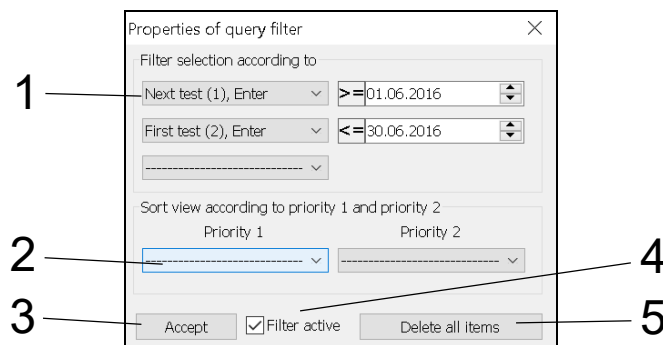 Properties of query filter
Filter selection according to
1
Next test (1), Enter >= 01.06.2016
First test (2), Enter <= 30.06.2016
----------------------------
Sort view according to priority 1 and priority 2
Priority 1 Priority 2
2
---------------------------- ----------------------------
4
3
Accept Filter active Delete all items
5